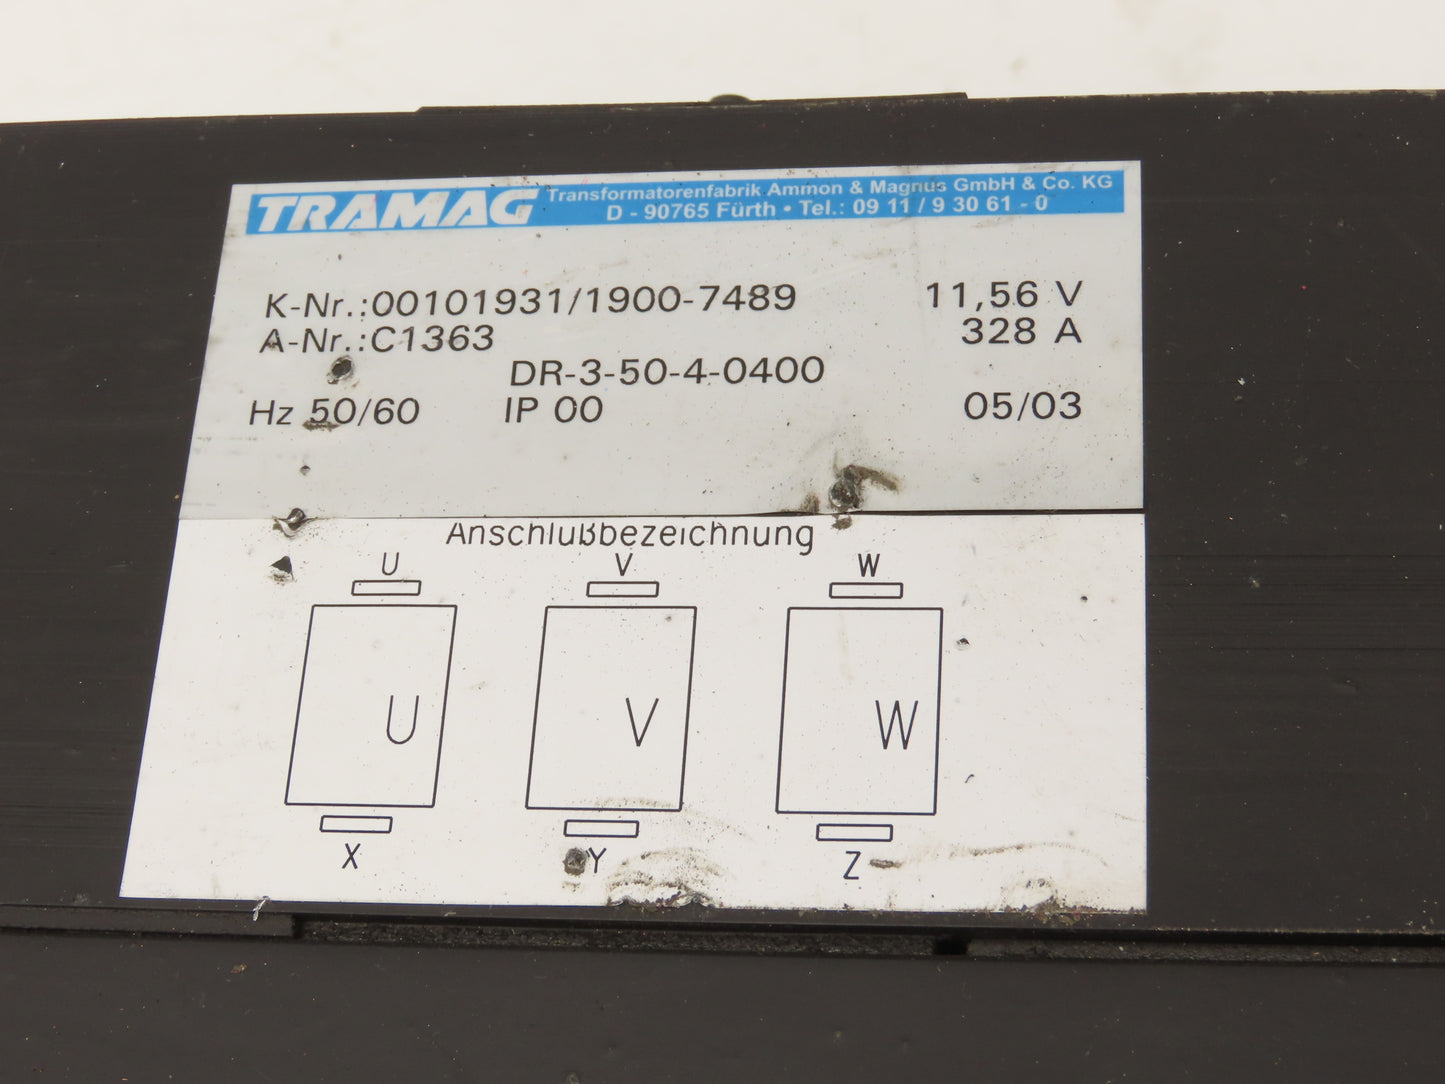 TRAMAG Transformatorenfabrik Ammon & Magnus GmbH & Co. KG
D - 90765 Fürth • Tel.: 09 11 / 9 30 61 - 0
K-Nr.:00101931/1900-7489 11,56 V
A-Nr.:C1363 328 A
DR-3-50-4-0400
Hz 50/60 IP 00 05/03
Anschlußbezeichnung
U V W
U V W
X Y Z